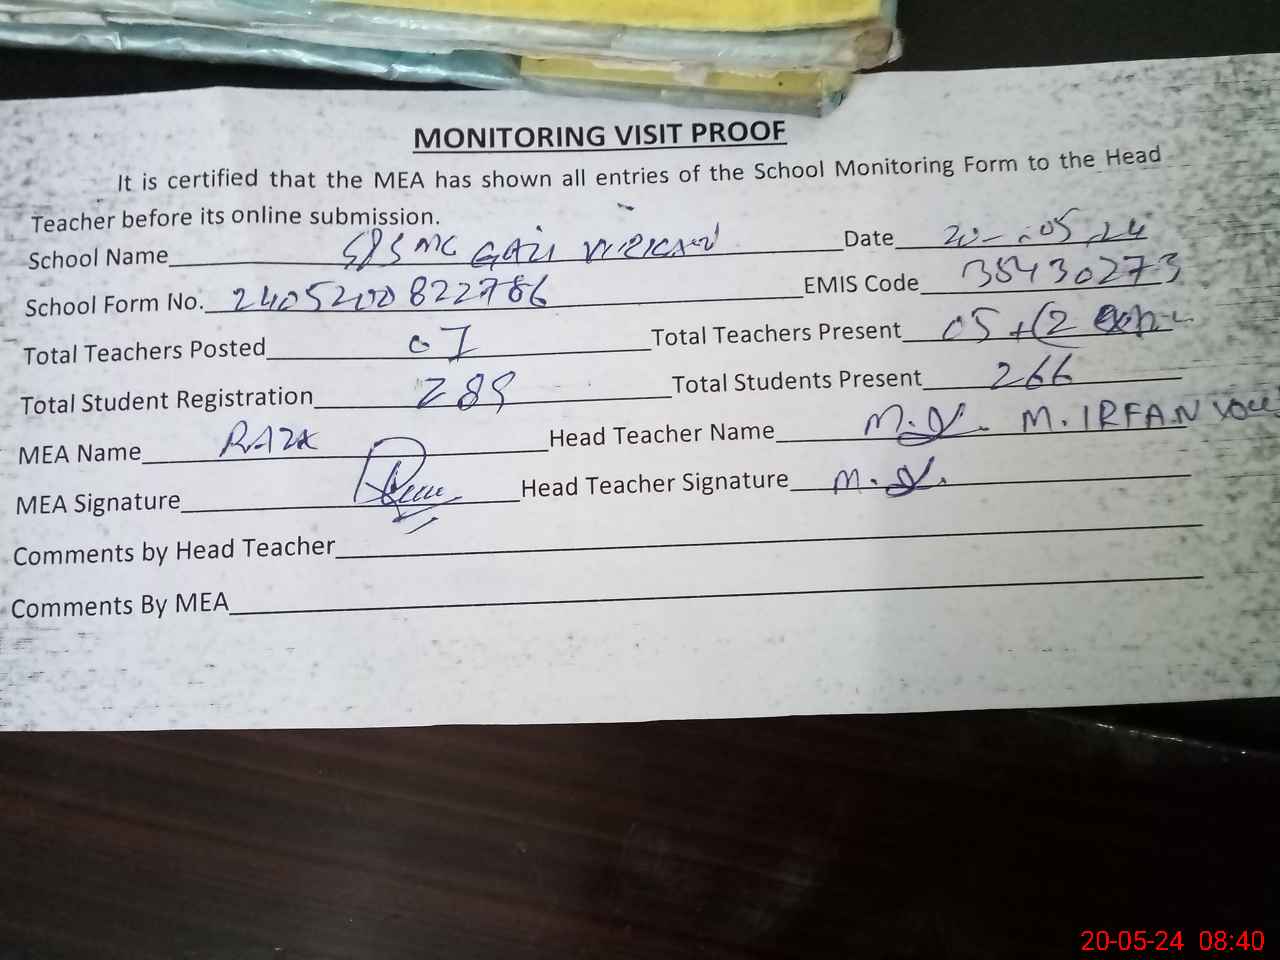 MONITORING VISIT PROOF
It is certified that the MEA has shown all entries of the School Monitoring Form to the Head
Teacher before its online submission.
School Name MC Date 20-05-24
School Form No. 2405200822786 EMIS Code 38430273
Total Teachers Posted 07 Total Teachers Present 05 + (2
Total Student Registration 289 Total Students Present 266
MEA Name RAZA Head Teacher Name M. IRFAN
MEA Signature Head Teacher Signature
Comments by Head Teacher
Comments By MEA
20-05-24 08:40